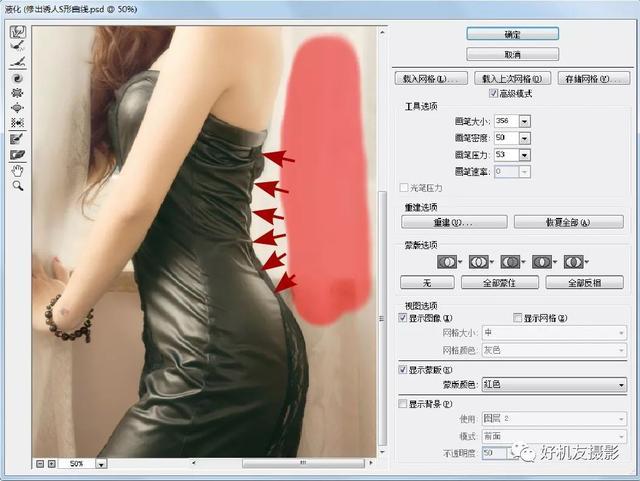 液化 (修出诱人S形曲线.psd @ 50%)
确定
取消
载入网格(L)... 载入上次网格(O) 存储网格(V)...
高级模式
工具选项
画笔大小: 356
画笔密度: 50
画笔压力: 53
画笔速率: 0
光笔压力
重建选项
重建(U)... 恢复全部(A)
蒙版选项
无 全部蒙住 全部反相
视图选项
显示图像(I) 显示网格(E)
网格大小: 中
网格颜色: 灰色
显示蒙版(K)
蒙版颜色: 红色
显示背景(P)
使用: 图层 2
模式: 前面
不透明度: 50
好机友摄影
50%